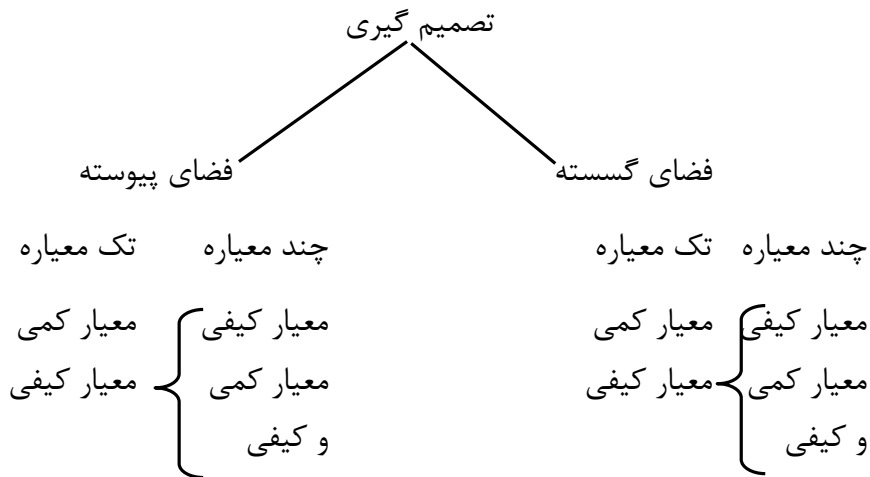 تصمیم گیری
فضای گسسته فضای پیوسته
چند معیاره تک معیاره چند معیاره تک معیاره
معیار کیفی معیار کمی معیار کیفی معیار کمی
معیار کمی معیار کیفی معیار کمی معیار کیفی
و کیفی و کیفی